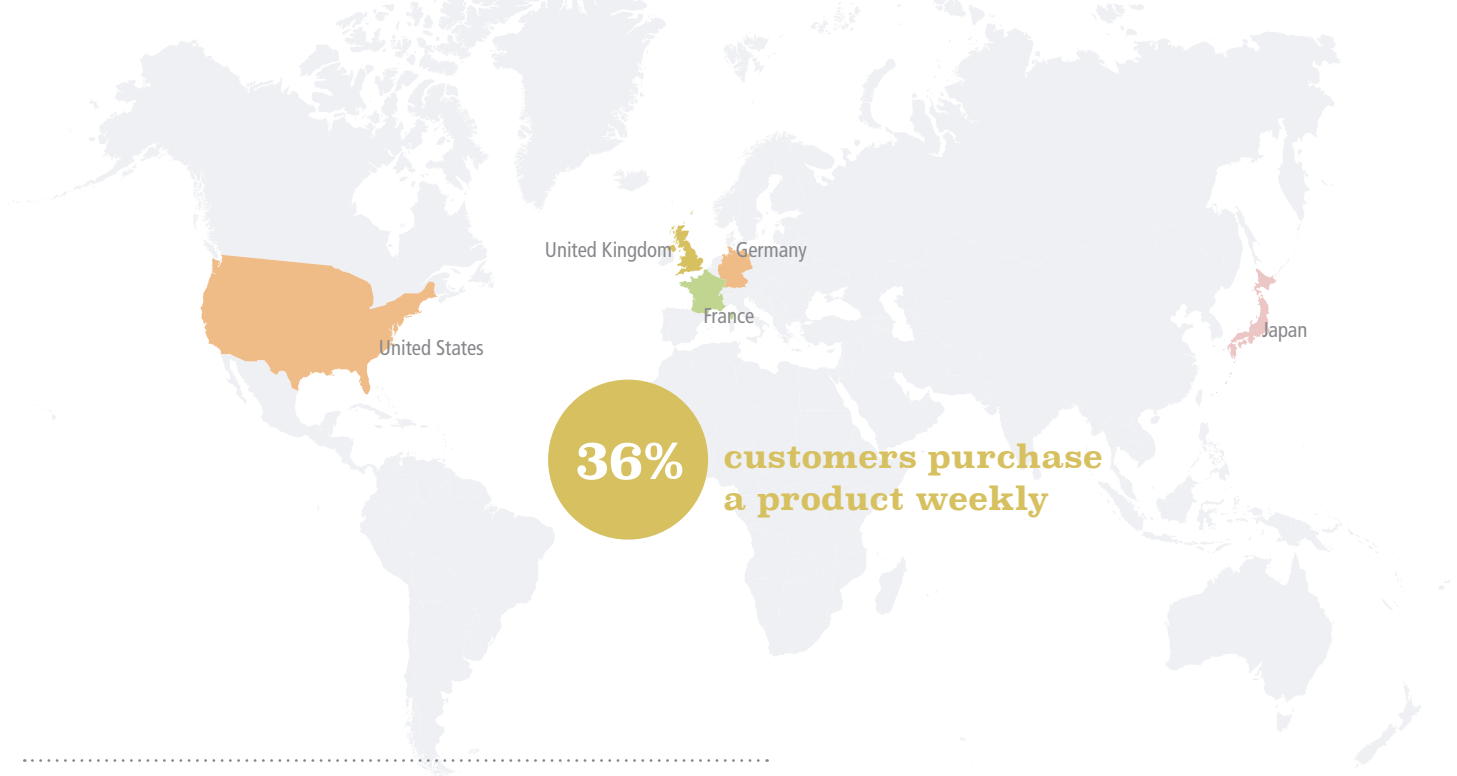 United Kingdom
Germany
France
Japan
United States
36%
customers purchase
a product weekly